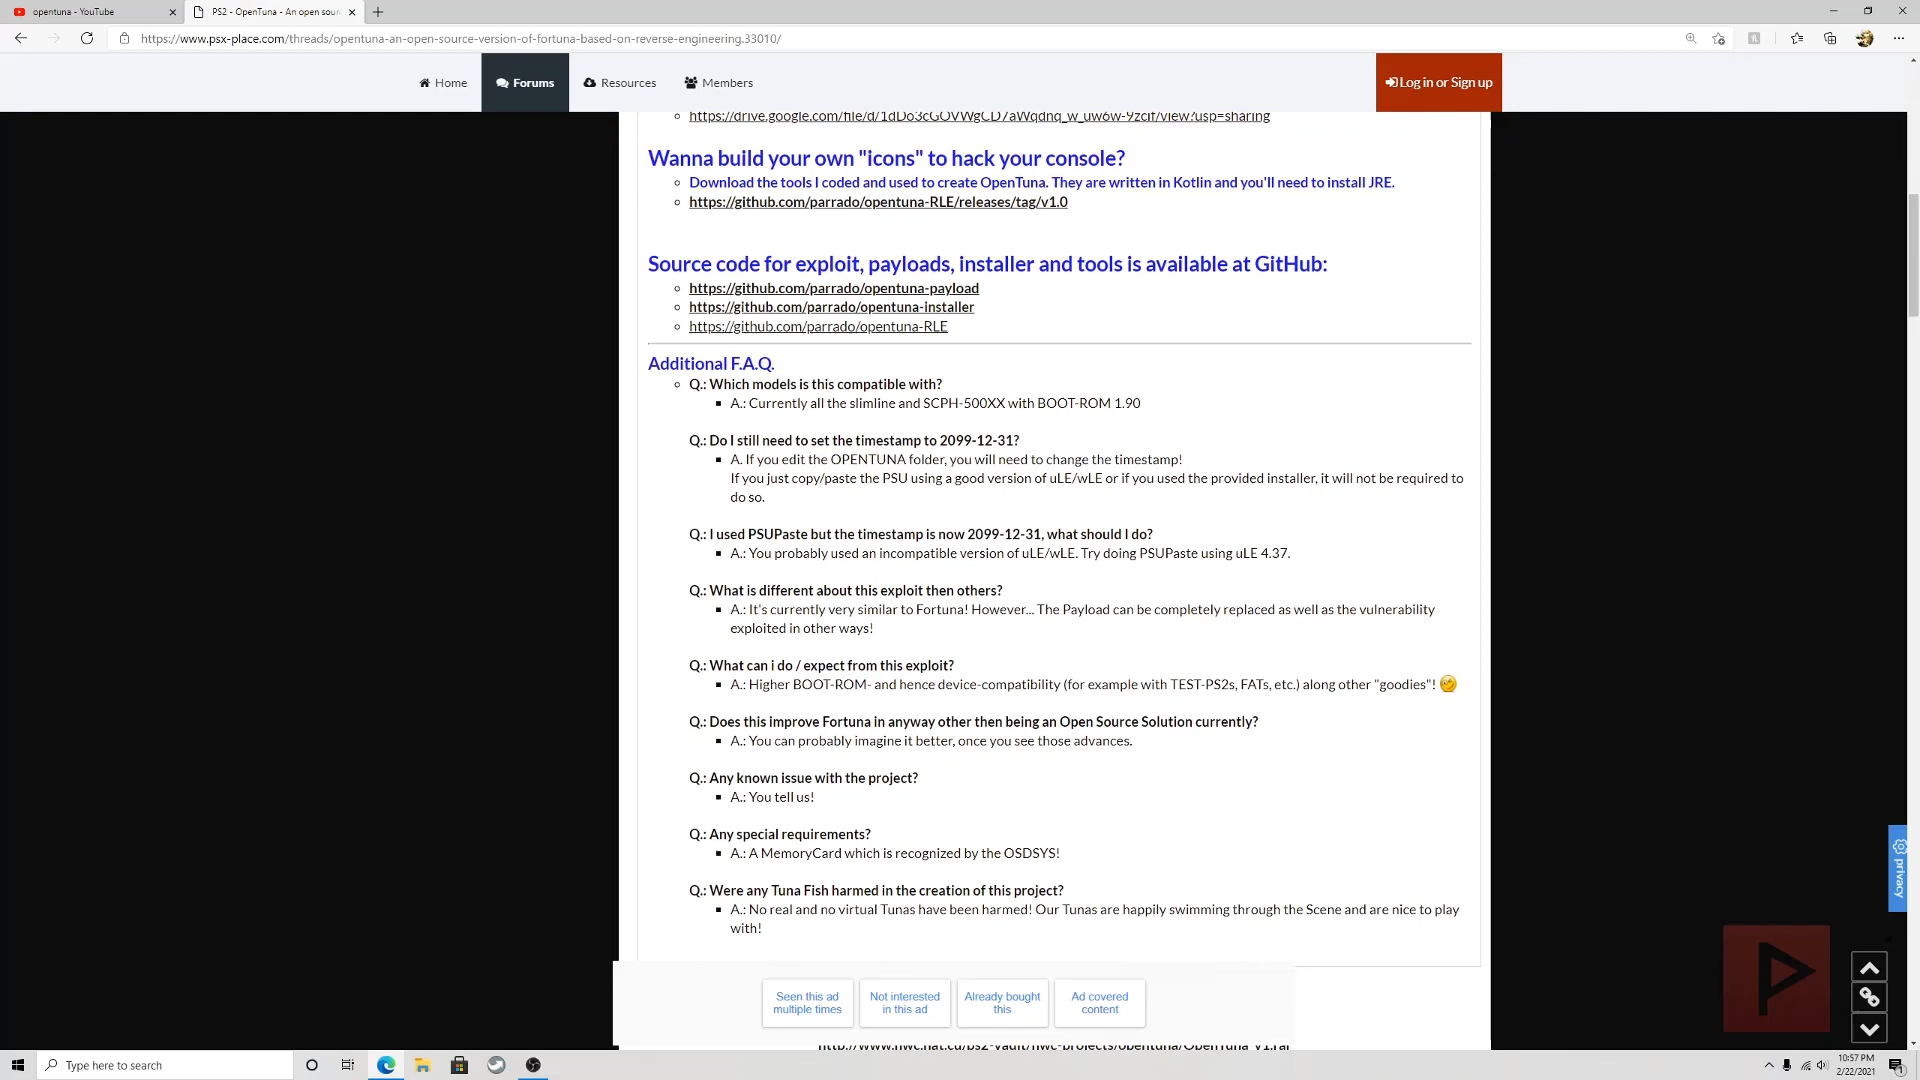 opentuna - YouTube
PS2 - OpenTuna - An open sour
https://www.psx-place.com/threads/opentuna-an-open-source-version-of-fortuna-based-on-reverse-engineering.33010/
Home
Forums
Resources
Members
Log in or Sign up
https://drive.google.com/file/d/1dDo3cGOVWgCD7aWqdnq_w_uw6w-9zcif/view?usp=sharing
Wanna build your own "icons" to hack your console?
Download the tools I coded and used to create OpenTuna. They are written in Kotlin and you'll need to install JRE.
https://github.com/parrado/opentuna-RLE/releases/tag/v1.0
Source code for exploit, payloads, installer and tools is available at GitHub:
https://github.com/parrado/opentuna-payload
https://github.com/parrado/opentuna-installer
https://github.com/parrado/opentuna-RLE
Additional F.A.Q.
Q.: Which models is this compatible with?
A.: Currently all the slimline and SCPH-500XX with BOOT-ROM 1.90
Q.: Do I still need to set the timestamp to 2099-12-31?
A. If you edit the OPENTUNA folder, you will need to change the timestamp!
If you just copy/paste the PSU using a good version of uLE/wLE or if you used the provided installer, it will not be required to
do so.
Q.: I used PSUPaste but the timestamp is now 2099-12-31, what should I do?
A.: You probably used an incompatible version of uLE/wLE. Try doing PSUPaste using uLE 4.37.
Q.: What is different about this exploit then others?
A.: It's currently very similar to Fortuna! However... The Payload can be completely replaced as well as the vulnerability
exploited in other ways!
Q.: What can i do / expect from this exploit?
A.: Higher BOOT-ROM- and hence device-compatibility (for example with TEST-PS2s, FATs, etc.) along other "goodies"!
Q.: Does this improve Fortuna in anyway other then being an Open Source Solution currently?
A.: You can probably imagine it better, once you see those advances.
Q.: Any known issue with the project?
A.: You tell us!
Q.: Any special requirements?
A.: A MemoryCard which is recognized by the OSDSYS!
Q.: Were any Tuna Fish harmed in the creation of this project?
A.: No real and no virtual Tunas have been harmed! Our Tunas are happily swimming through the Scene and are nice to play
with!
privacy
Seen this ad
multiple times
Not interested
in this ad
Already bought
this
Ad covered
content
Type here to search
10:57 PM
2/22/2021